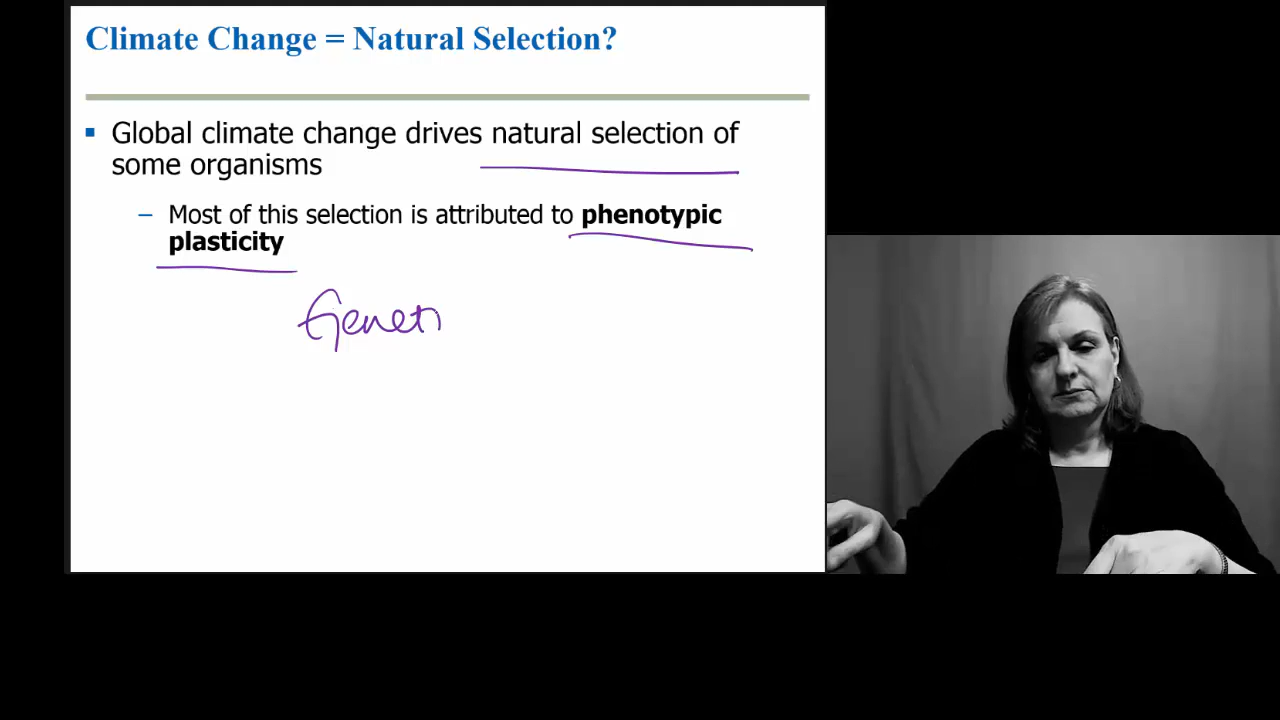 Climate Change = Natural Selection?
▪ Global climate change drives natural selection of
some organisms
– Most of this selection is attributed to phenotypic
plasticity
Genet